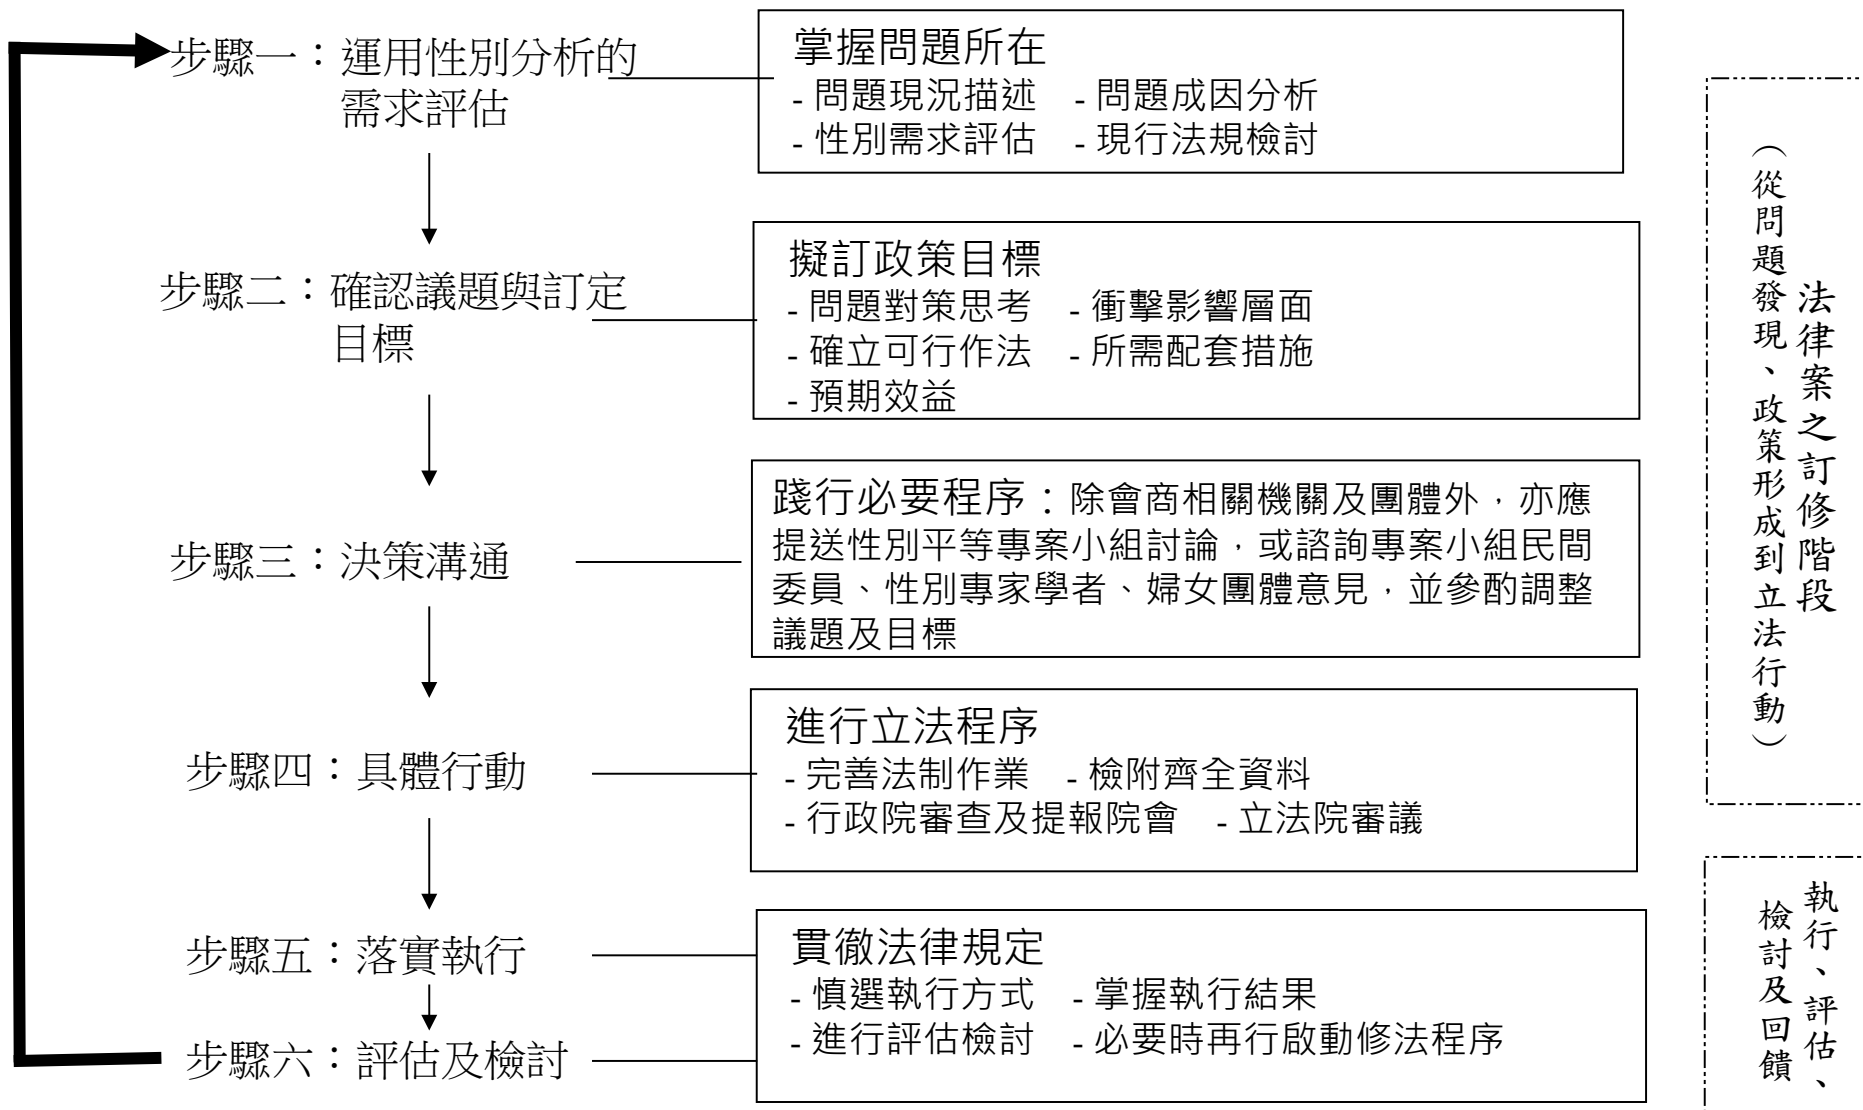 步驟一：運用性別分析的
需求評估
掌握問題所在
- 問題現況描述 - 問題成因分析
- 性別需求評估 - 現行法規檢討
步驟二：確認議題與訂定
目標
擬訂政策目標
- 問題對策思考 - 衝擊影響層面
- 確立可行作法 - 所需配套措施
- 預期效益
步驟三：決策溝通
踐行必要程序：除會商相關機關及團體外，亦應
提送性別平等專案小組討論，或諮詢專案小組民間
委員、性別專家學者、婦女團體意見，並參酌調整
議題及目標
步驟四：具體行動
進行立法程序
- 完善法制作業 - 檢附齊全資料
- 行政院審查及提報院會 - 立法院審議
步驟五：落實執行
貫徹法律規定
- 慎選執行方式 - 掌握執行結果
- 進行評估檢討 - 必要時再行啟動修法程序
步驟六：評估及檢討
法律案之訂修階段
（從問題發現、政策形成到立法行動）
執行、評估、
檢討及回饋